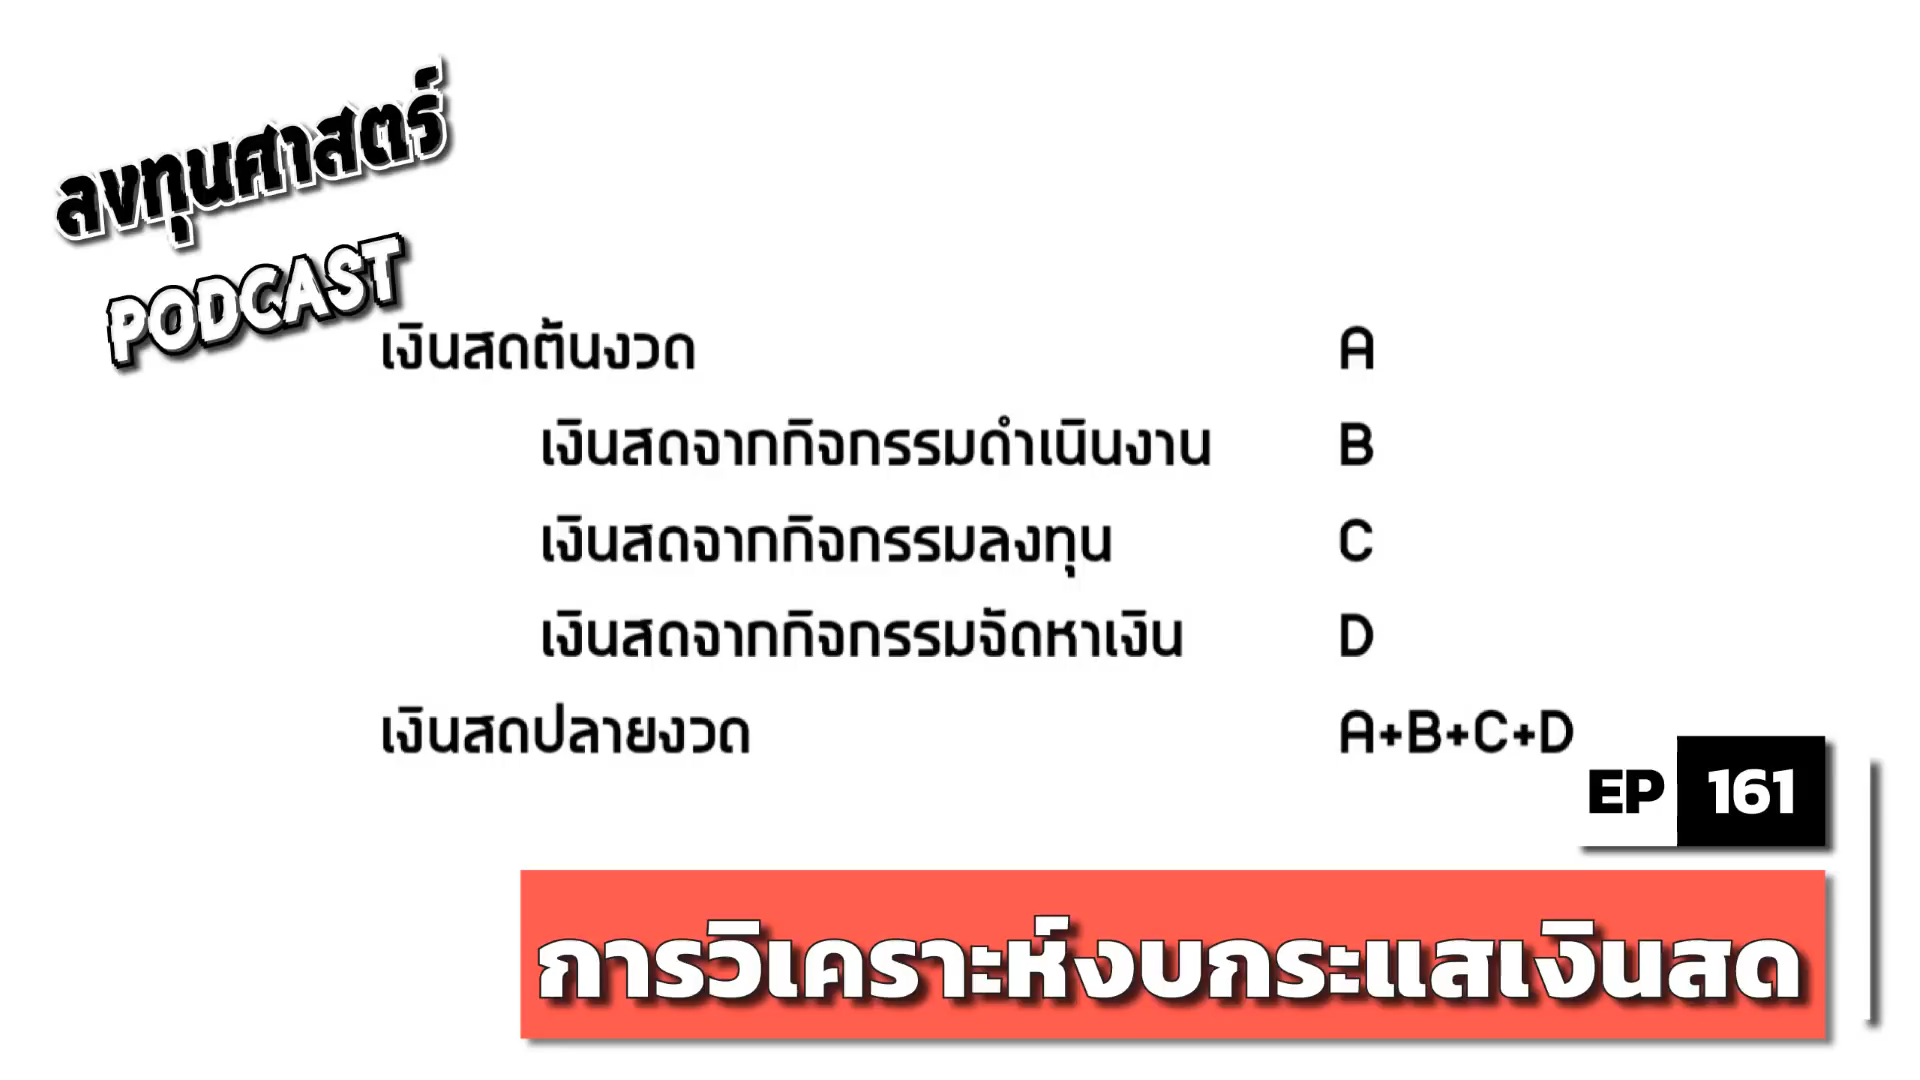 ลงทุนศาสตร์
PODCAST
เงินสดต้นงวด A
เงินสดจากกิจกรรมดำเนินงาน B
เงินสดจากกิจกรรมลงทุน C
เงินสดจากกิจกรรมจัดหาเงิน D
เงินสดปลายงวด A+B+C+D
EP 161
การวิเคราะห์งบกระแสเงินสด